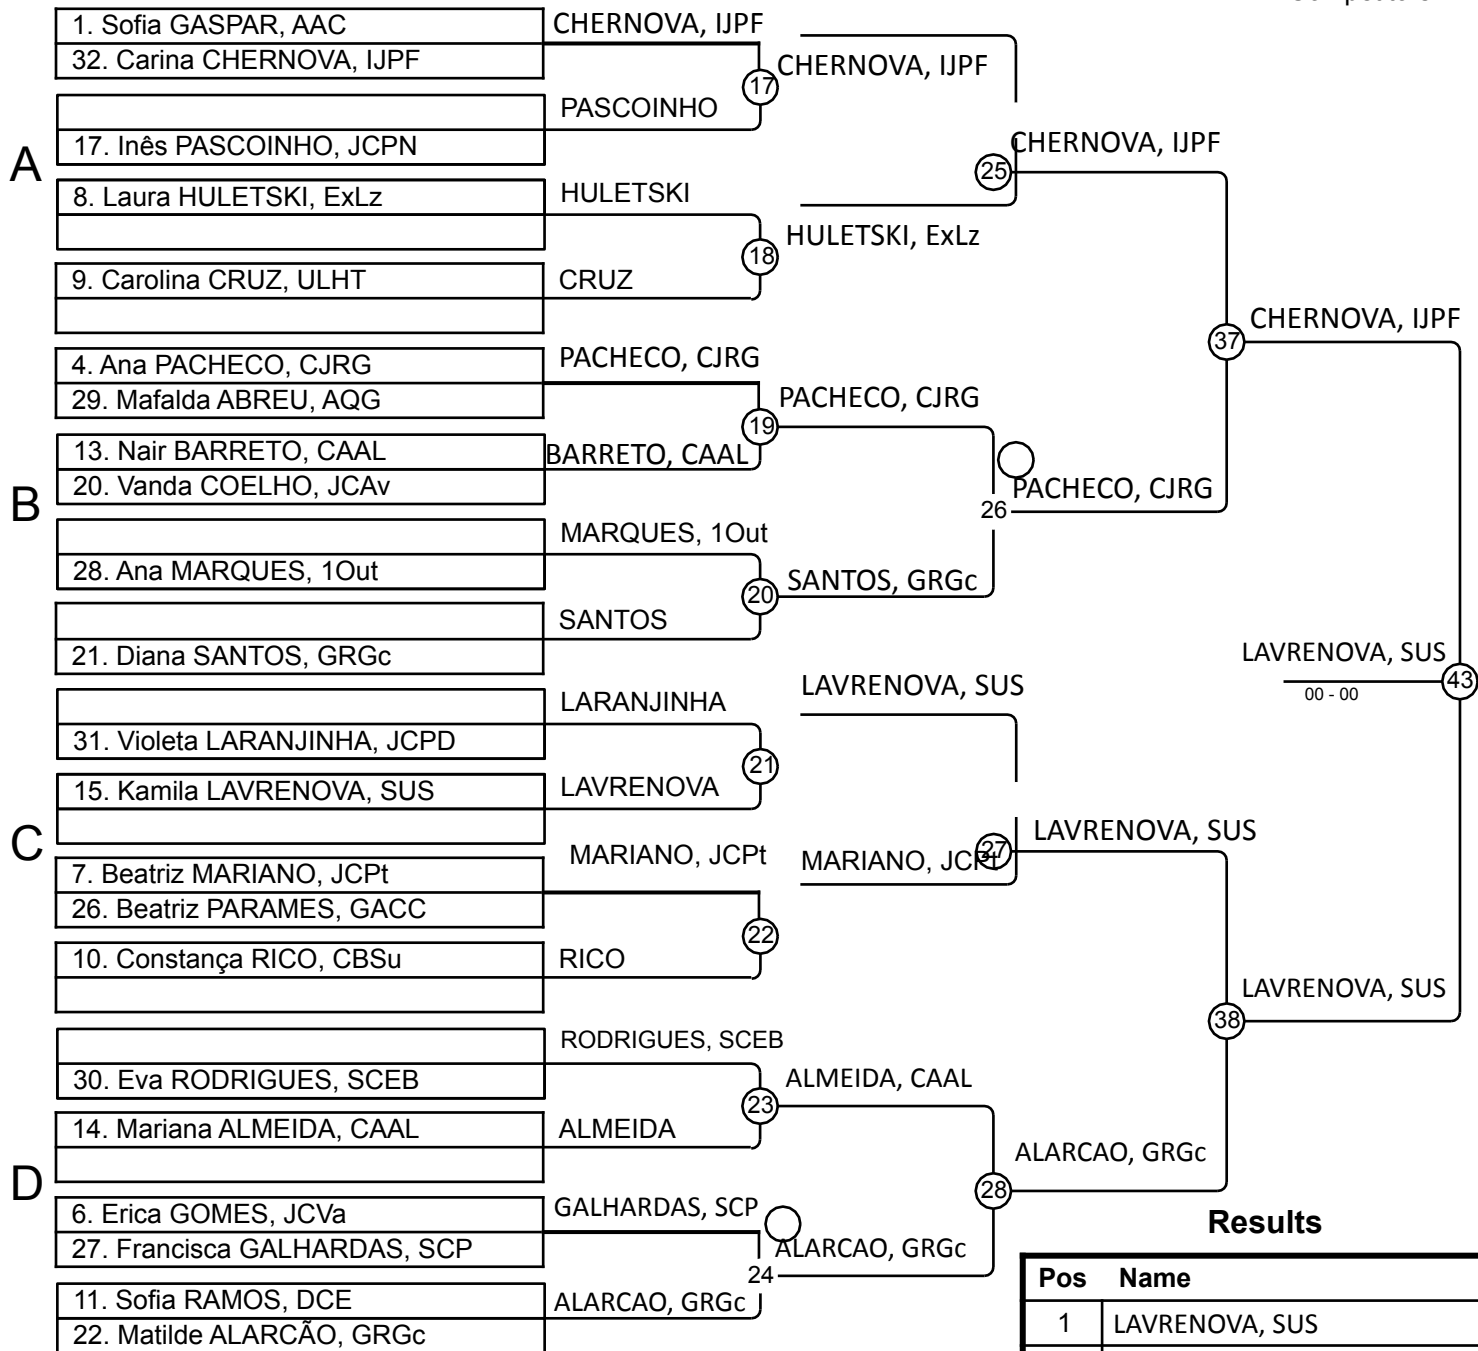 1. Sofia GASPAR, AAC
32. Carina CHERNOVA, IJPF
17. Inês PASCOINHO, JCPN
A
8. Laura HULETSKI, ExLz
9. Carolina CRUZ, ULHT
4. Ana PACHECO, CJRG
29. Mafalda ABREU, AQG
13. Nair BARRETO, CAAL
20. Vanda COELHO, JCAv
B
28. Ana MARQUES, 1Out
21. Diana SANTOS, GRGc
31. Violeta LARANJINHA, JCPD
15. Kamila LAVRENOVA, SUS
C
7. Beatriz MARIANO, JCPt
26. Beatriz PARAMES, GACC
10. Constança RICO, CBSu
30. Eva RODRIGUES, SCEB
14. Mariana ALMEIDA, CAAL
D
6. Erica GOMES, JCVa
27. Francisca GALHARDAS, SCP
11. Sofia RAMOS, DCE
22. Matilde ALARCÃO, GRGc
CHERNOVA, IJPF
PASCOINHO
HULETSKI
CRUZ
PACHECO, CJRG
BARRETO, CAAL
MARQUES, 1Out
SANTOS
LARANJINHA
LAVRENOVA
MARIANO, JCPt
RICO
RODRIGUES, SCEB
ALMEIDA
GALHARDAS, SCP
ALARCAO, GRGc
17
18
19
20
21
22
23
24
CHERNOVA, IJPF
HULETSKI, ExLz
PACHECO, CJRG
SANTOS, GRGc
LAVRENOVA, SUS
MARIANO, JCPt
ALMEIDA, CAAL
ALARCAO, GRGc
25
26
27
28
CHERNOVA, IJPF
PACHECO, CJRG
LAVRENOVA, SUS
ALARCAO, GRGc
37
38
CHERNOVA, IJPF
LAVRENOVA, SUS
43
LAVRENOVA, SUS
00 - 00
Results
Pos Name
1 LAVRENOVA, SUS